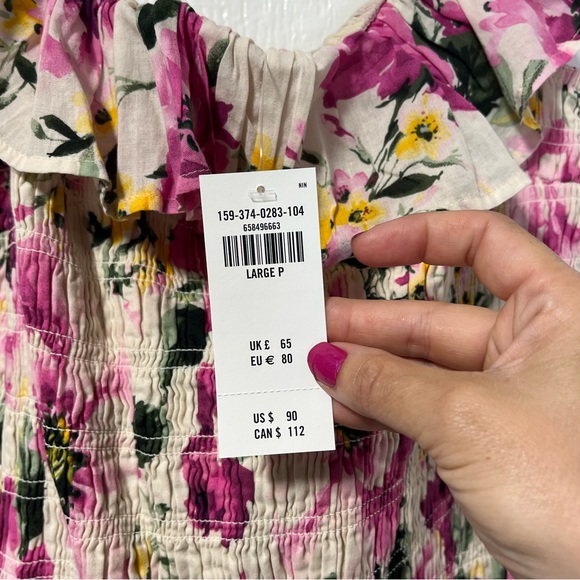 NIN
159-374-0283-104
658496663
LARGE P
UK £ 65
EU € 80
US $ 90
CAN $ 112